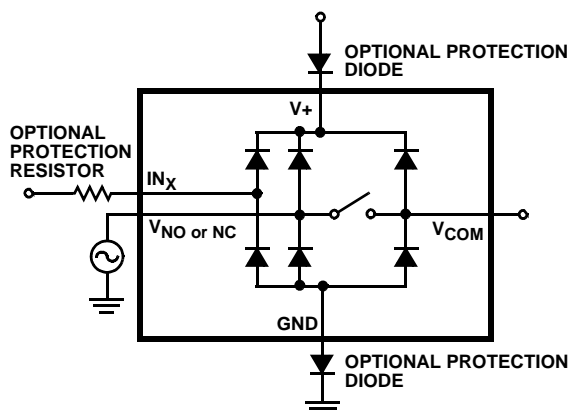 OPTIONAL PROTECTION
DIODE
V+
OPTIONAL
PROTECTION
RESISTOR
INX
VNO or NC
VCOM
GND
OPTIONAL PROTECTION
DIODE